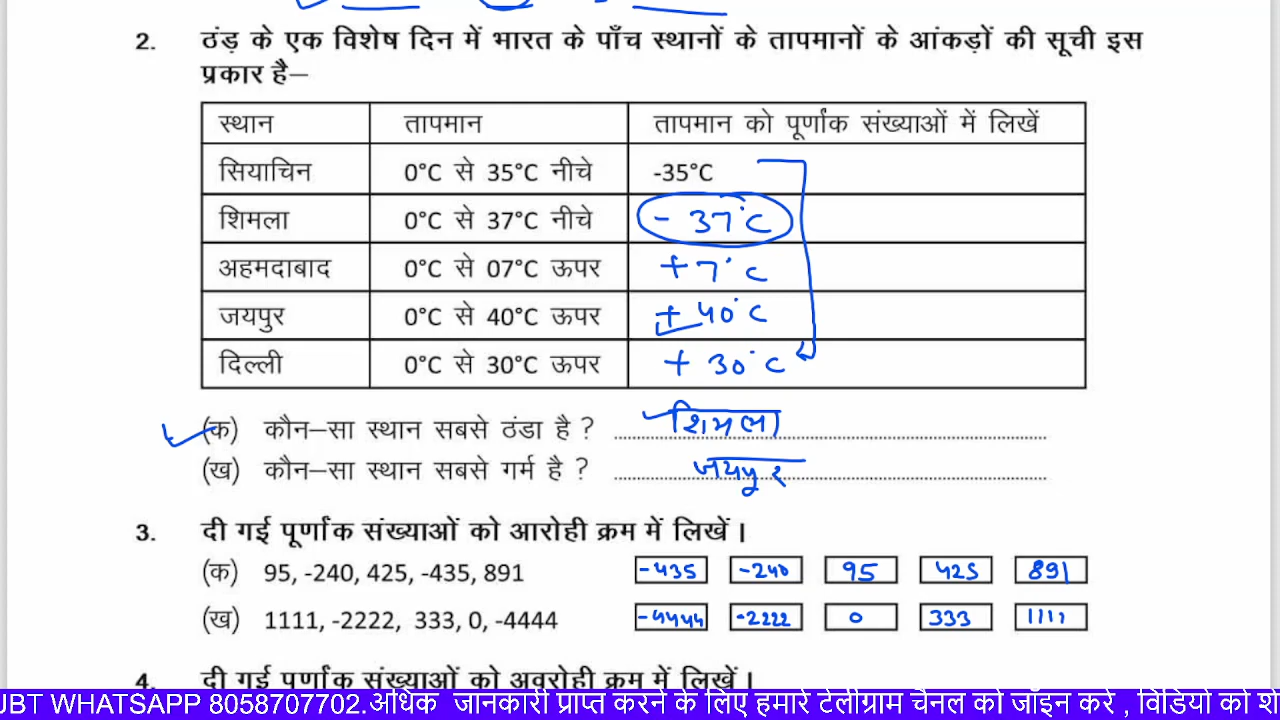 2. ठंड़ के एक विशेष दिन में भारत के पाँच स्थानों के तापमानों के आंकड़ों की सूची इस
प्रकार है–
स्थान तापमान तापमान को पूर्णांक संख्याओं में लिखें
सियाचिन 0°C से 35°C नीचे -35°C
शिमला 0°C से 37°C नीचे - 37°C
अहमदाबाद 0°C से 07°C ऊपर + 7°C
जयपुर 0°C से 40°C ऊपर + 40°C
दिल्ली 0°C से 30°C ऊपर + 30°C
(क) कौन–सा स्थान सबसे ठंडा है ? शिमला
(ख) कौन–सा स्थान सबसे गर्म है ? जयपुर
3. दी गई पूर्णांक संख्याओं को आरोही क्रम में लिखें।
(क) 95, -240, 425, -435, 891 -435 -240 95 425 891
(ख) 1111, -2222, 333, 0, -4444 -4444 -2222 0 333 1111
4. दी गई पूर्णांक संख्याओं को अवरोही क्रम में लिखें।
JBT WHATSAPP 8058707702.अधिक जानकारी प्राप्त करने के लिए हमारे टेलीग्राम चैनल को जॉइन करे , विडियो को शे